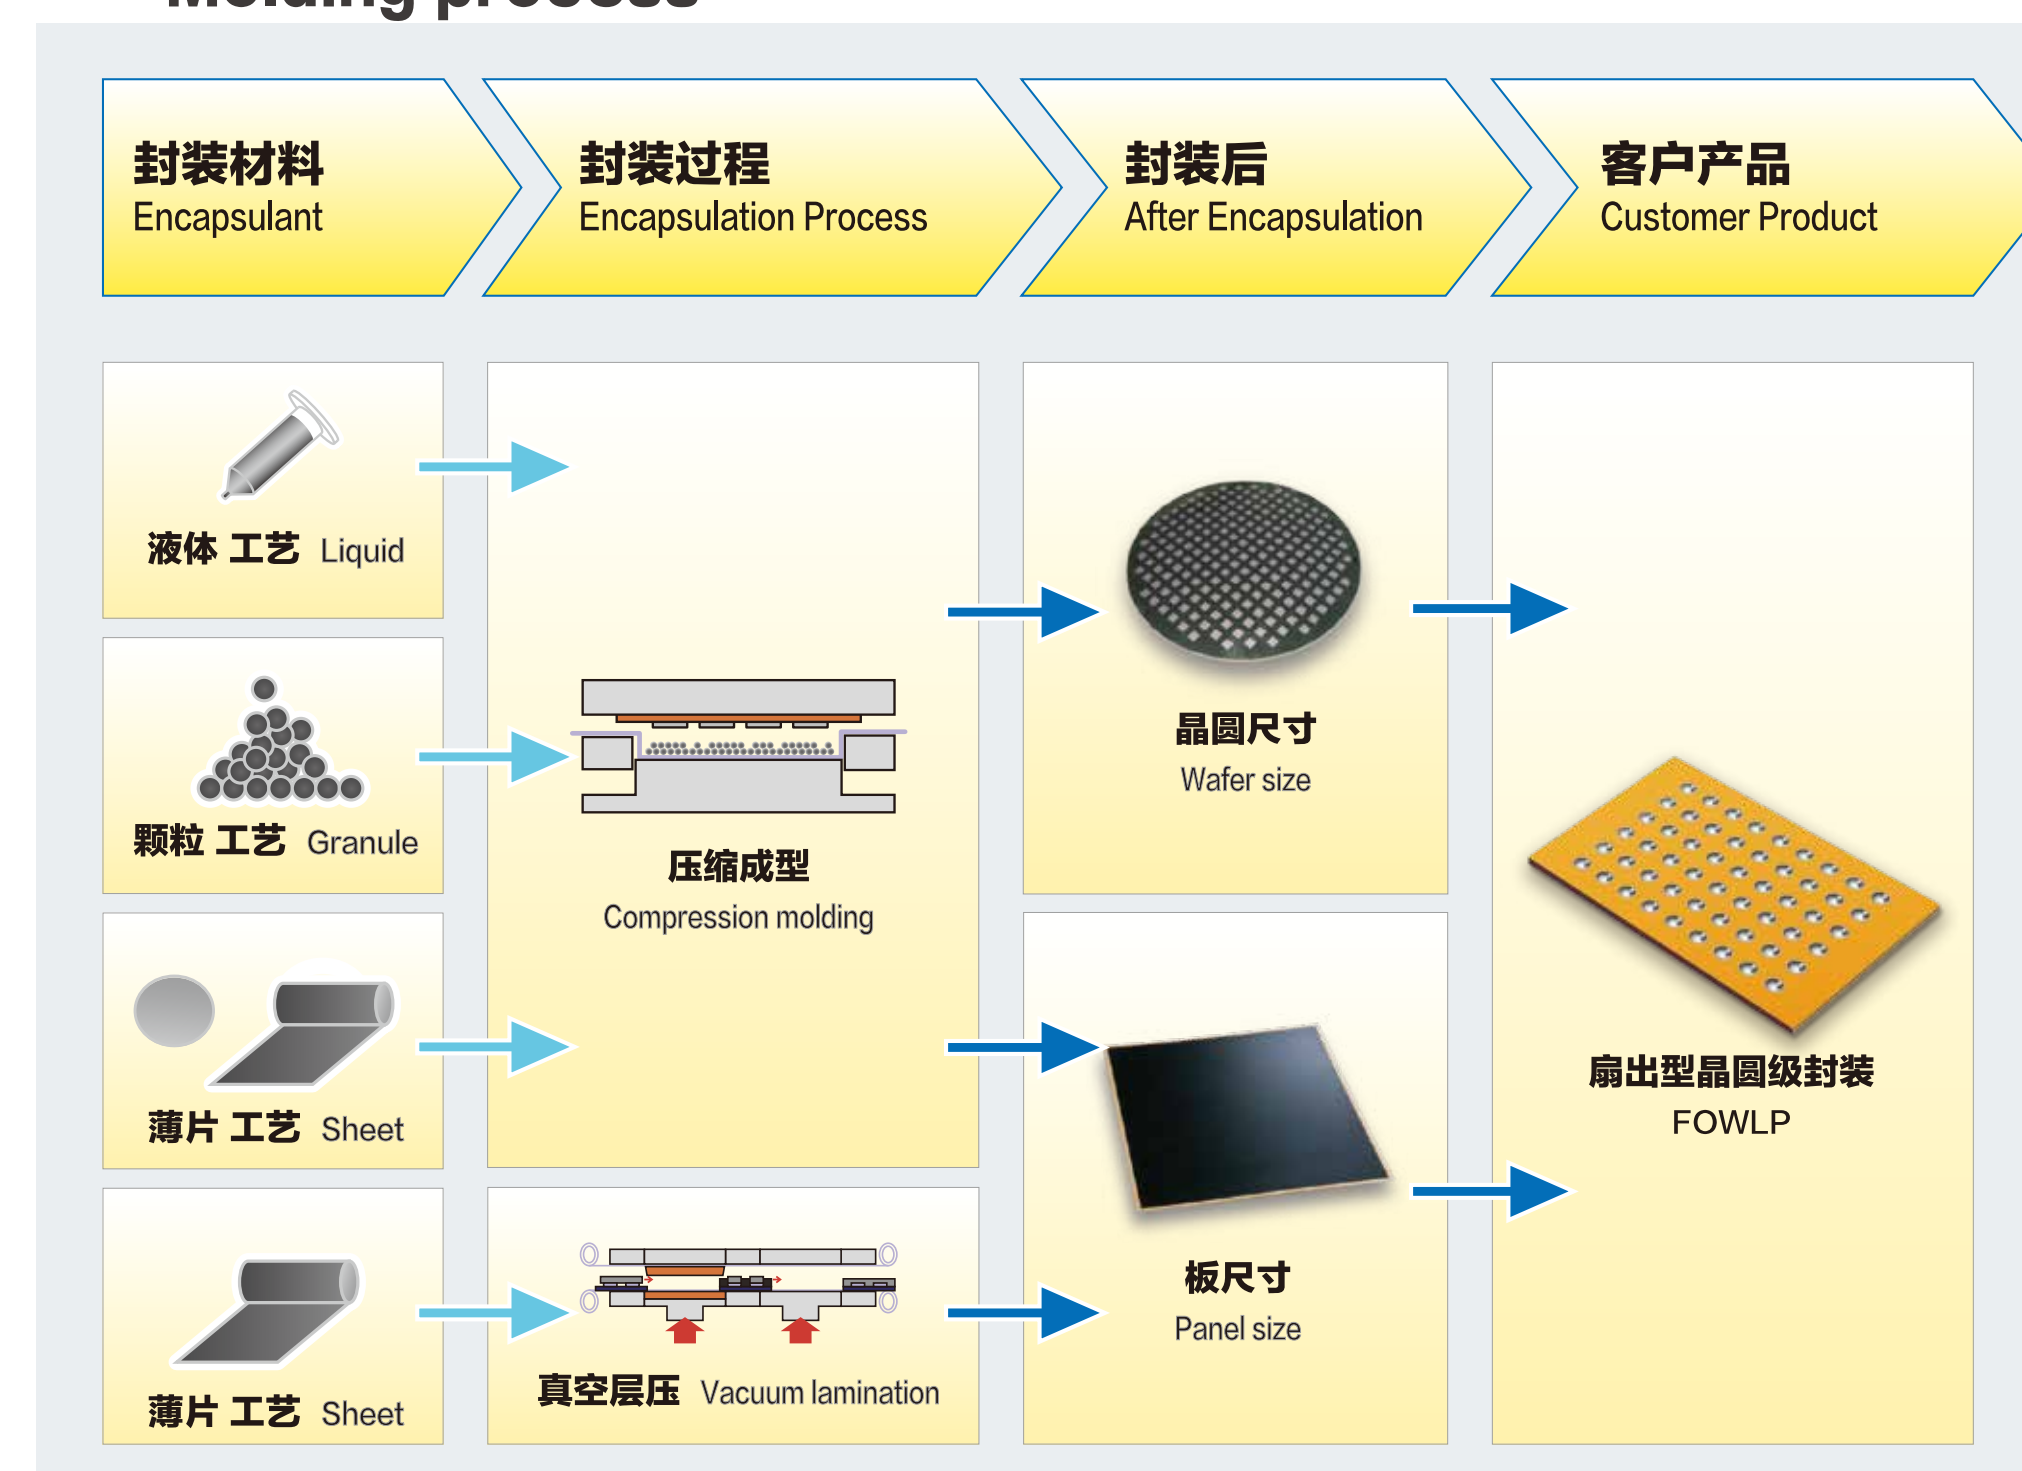 Molding process
封装材料
Encapsulant
封装过程
Encapsulation Process
封装后
After Encapsulation
客户产品
Customer Product
液体 工艺 Liquid
颗粒 工艺 Granule
薄片 工艺 Sheet
薄片 工艺 Sheet
压缩成型
Compression molding
真空层压 Vacuum lamination
晶圆尺寸
Wafer size
板尺寸
Panel size
扇出型晶圆级封装
FOWLP